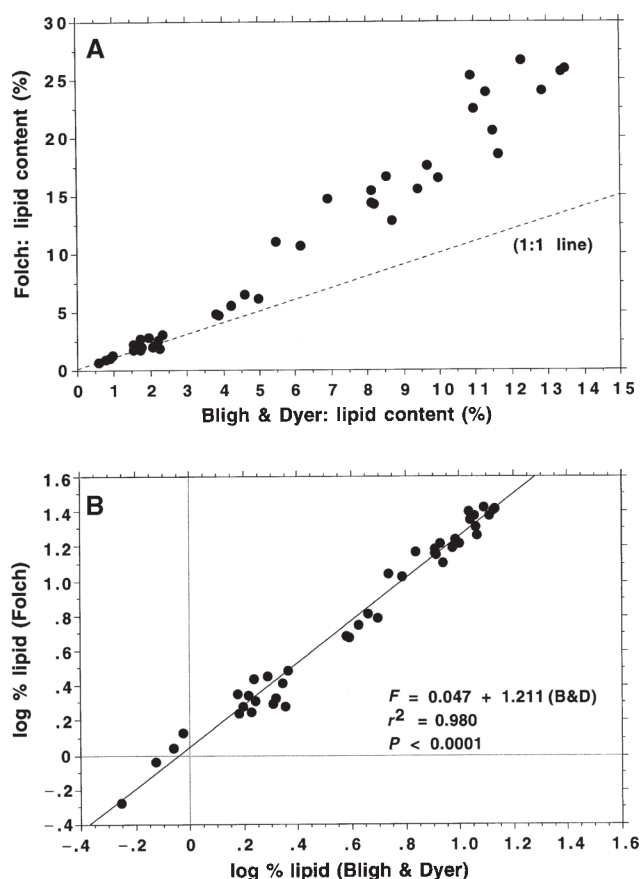 A
30
25
20
15
10
5
0
Folch: lipid content (%)
(1:1 line)
0 1 2 3 4 5 6 7 8 9 10 11 12 13 14 15
Bligh & Dyer: lipid content (%)
B
1.6
1.4
1.2
1.0
.8
.6
.4
.2
0
-.2
-.4
log % lipid (Folch)
F = 0.047 + 1.211 (B&D)
r² = 0.980
P < 0.0001
-.4 -.2 0 .2 .4 .6 .8 1.0 1.2 1.4 1.6
log % lipid (Bligh & Dyer)